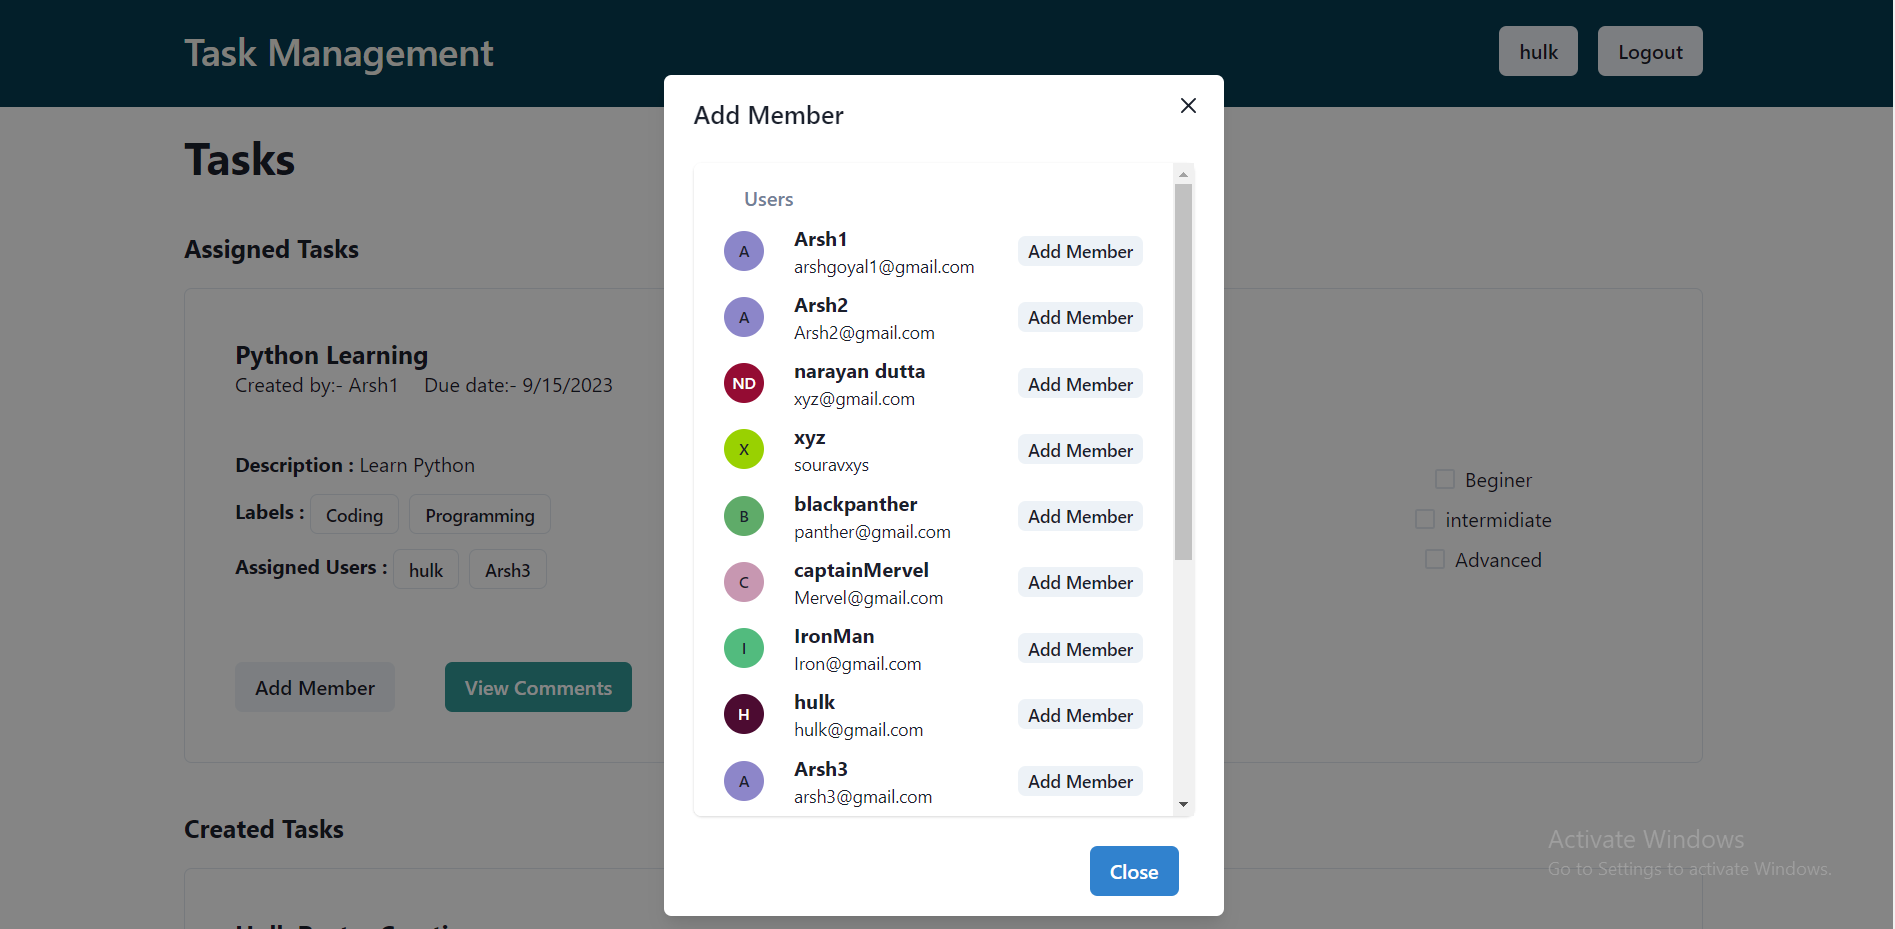 Task Management
hulk
Logout
Tasks
Assigned Tasks
Python Learning
Created by:- Arsh1 Due date:- 9/15/2023
Description : Learn Python
Labels : Coding Programming
Assigned Users : hulk Arsh3
Add Member
View Comments
Beginer
intermidiate
Advanced
Created Tasks
Add Member
Users
A
Arsh1
arshgoyal1@gmail.com
Add Member
A
Arsh2
Arsh2@gmail.com
Add Member
ND
narayan dutta
xyz@gmail.com
Add Member
X
xyz
souravxys
Add Member
B
blackpanther
panther@gmail.com
Add Member
C
captainMervel
Mervel@gmail.com
Add Member
I
IronMan
Iron@gmail.com
Add Member
H
hulk
hulk@gmail.com
Add Member
A
Arsh3
arsh3@gmail.com
Add Member
Close
Activate Windows
Go to Settings to activate Windows.